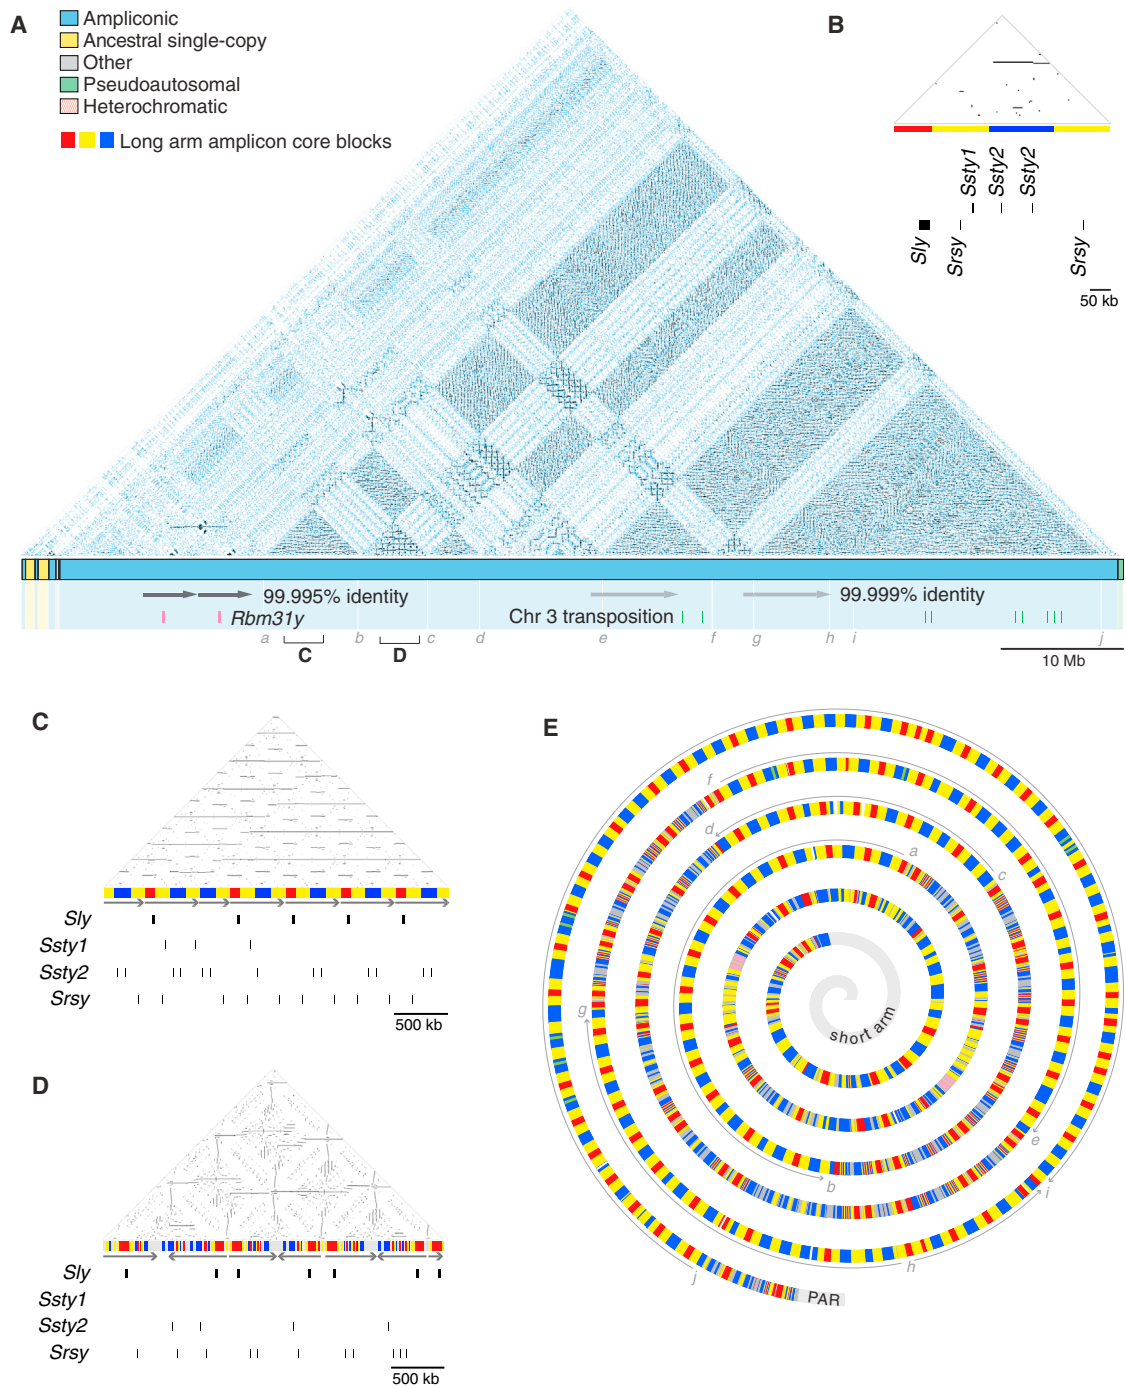 A
Ampliconic
Ancestral single-copy
Other
Pseudoautosomal
Heterochromatic
Long arm amplicon core blocks
B
Ssty1
Ssty2
Ssty2
Sly
Srsy
Srsy
50 kb
99.995% identity
99.999% identity
Rbm31y
Chr 3 transposition
a b c d e f g h i j
C D
10 Mb
C
Sly
Ssty1
Ssty2
Srsy
500 kb
D
Sly
Ssty1
Ssty2
Srsy
500 kb
E
f
d
a
c
short arm
g
e
b
i
h
j
PAR